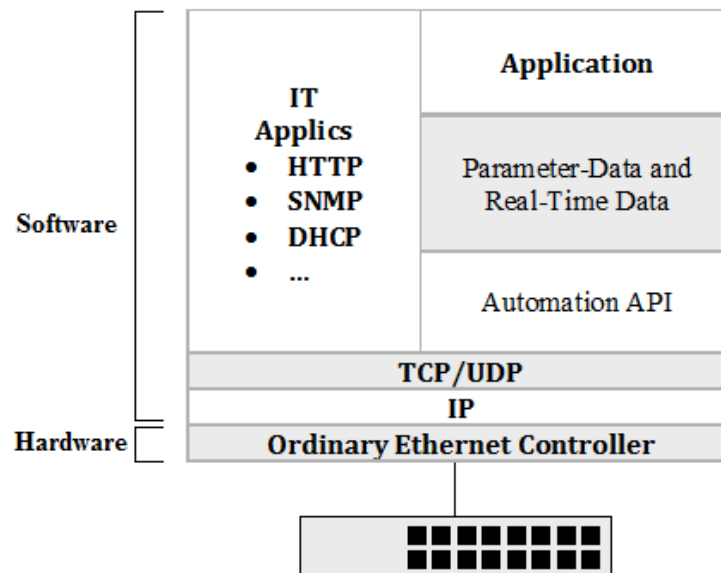 IT
Applics
• HTTP
• SNMP
• DHCP
• ...
Application
Parameter-Data and
Real-Time Data
Automation API
Software
TCP/UDP
IP
Hardware
Ordinary Ethernet Controller